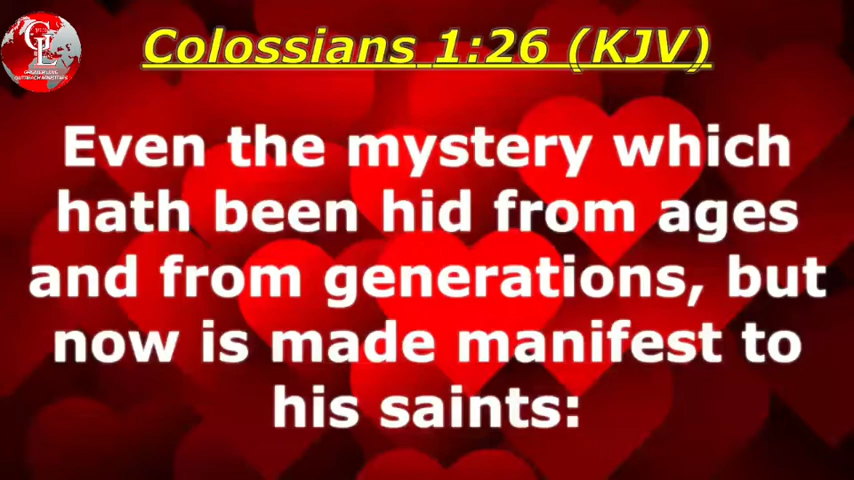 Colossians 1:26 (KJV)
Even the mystery which
hath been hid from ages
and from generations, but
now is made manifest to
his saints: